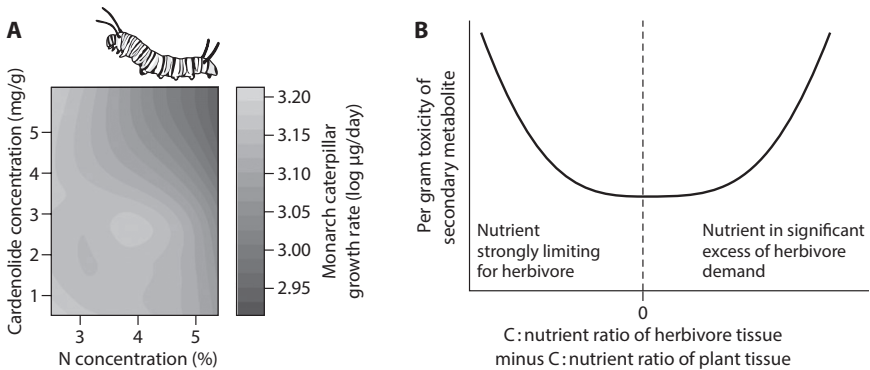 A
Cardenolide concentration (mg/g)
5
4
3
2
1
3
4
5
N concentration (%)
3.20
3.15
3.10
3.05
3.00
2.95
Monarch caterpillar
growth rate (log µg/day)
B
Per gram toxicity of
secondary metabolite
Nutrient
strongly limiting
for herbivore
Nutrient in significant
excess of herbivore
demand
0
C:nutrient ratio of herbivore tissue
minus C:nutrient ratio of plant tissue